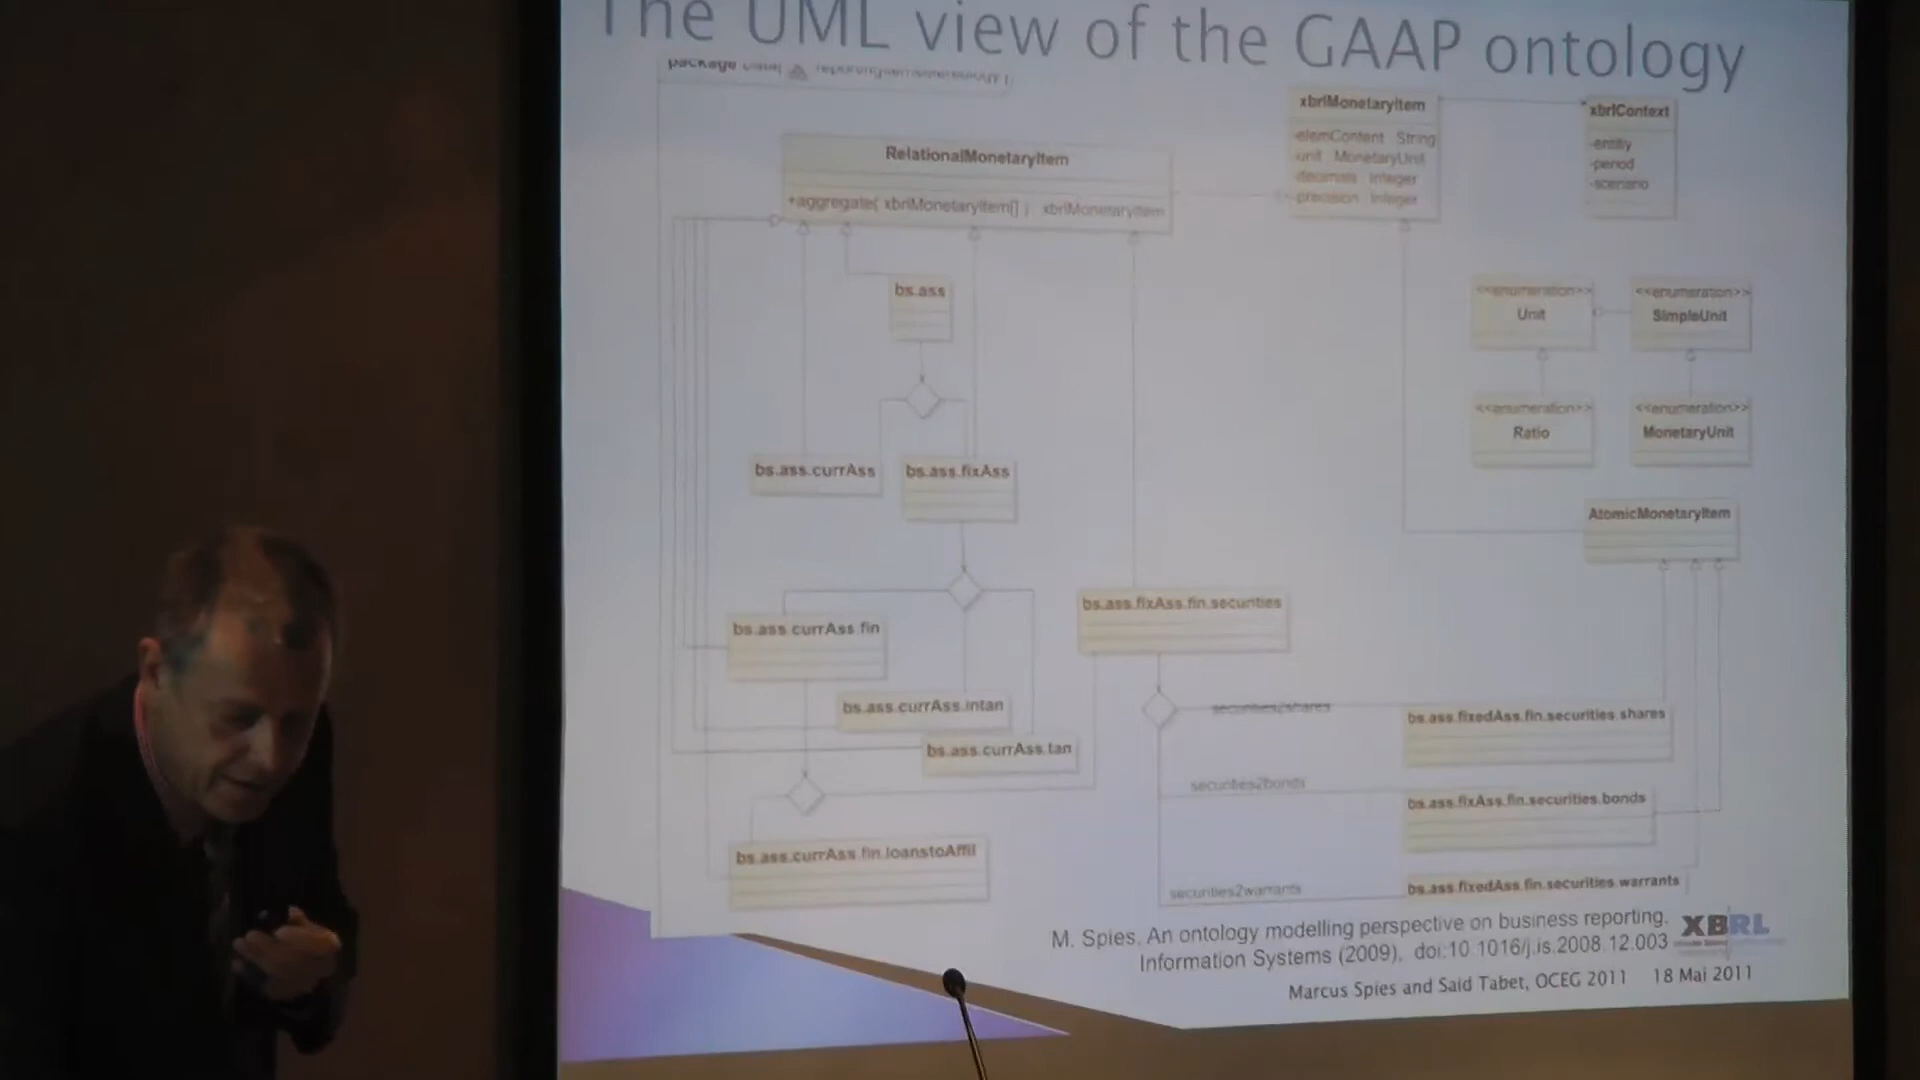 The UML view of the GAAP ontology
package
RelationalMonetaryItem
+aggregate( xbrlMonetaryItem[] ) : xbrlMonetaryItem
xbrlMonetaryItem
-elemContent : String
-unit : MonetaryUnit
-decimals : Integer
-precision : Integer
xbrlContext
-entitiy
-period
-scenario
bs.ass
<<enumeration>>
Unit
<<enumeration>>
SimpleUnit
<<enumeration>>
Ratio
<<enumeration>>
MonetaryUnit
bs.ass.currAss
bs.ass.fixAss
AtomicMonetaryItem
bs.ass.currAss.fin
bs.ass.fixAss.fin.securities
bs.ass.currAss.intan
bs.ass.currAss.tan
securities2shares
bs.ass.fixedAss.fin.securities.shares
securities2bonds
bs.ass.fixAss.fin.securities.bonds
bs.ass.currAss.fin.loanstoAffil
securities2warrants
bs.ass.fixedAss.fin.securities.warrants
M. Spies, An ontology modelling perspective on business reporting,
Information Systems (2009), doi:10.1016/j.is.2008.12.003
XBRL
Marcus Spies and Said Tabet, OCEG 2011 18 Mai 2011